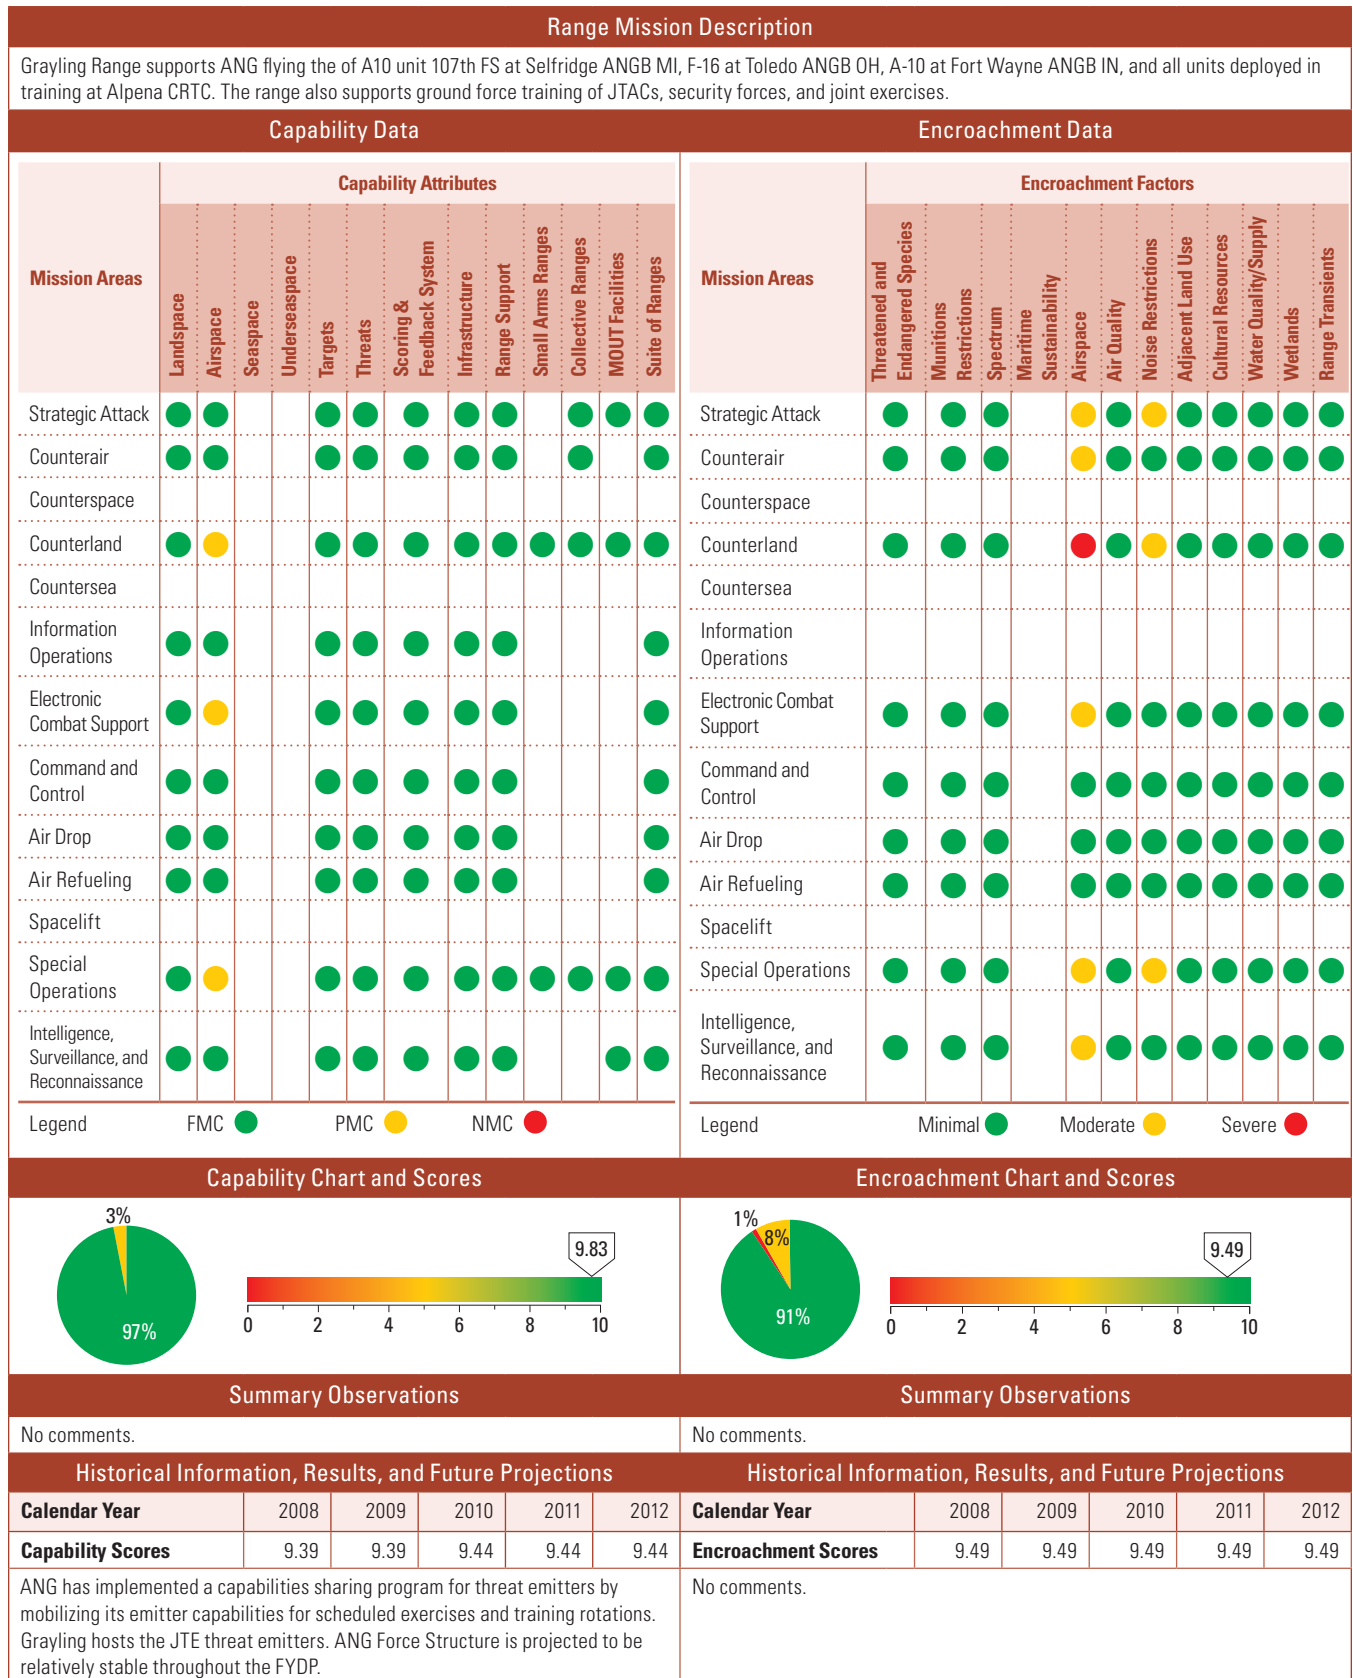 Range Mission Description
Grayling Range supports ANG flying the of A10 unit 107th FS at Selfridge ANGB MI, F-16 at Toledo ANGB OH, A-10 at Fort Wayne ANGB IN, and all units deployed in
training at Alpena CRTC. The range also supports ground force training of JTACs, security forces, and joint exercises.
Capability Data
Mission Areas
Capability Attributes
Landspace
Airspace
Seaspace
Underseaspace
Targets
Threats
Scoring &
Feedback System
Infrastructure
Range Support
Small Arms Ranges
Collective Ranges
MOUT Facilities
Suite of Ranges
Strategic Attack
Counterair
Counterspace
Counterland
Countersea
Information
Operations
Electronic
Combat Support
Command and
Control
Air Drop
Air Refueling
Spacelift
Special
Operations
Intelligence,
Surveillance, and
Reconnaissance
Legend FMC PMC NMC
Encroachment Data
Mission Areas
Encroachment Factors
Threatened and
Endangered Species
Munitions
Restrictions
Spectrum
Maritime
Sustainability
Airspace
Air Quality
Noise Restrictions
Adjacent Land Use
Cultural Resources
Water Quality/Supply
Wetlands
Range Transients
Strategic Attack
Counterair
Counterspace
Counterland
Countersea
Information
Operations
Electronic Combat
Support
Command and
Control
Air Drop
Air Refueling
Spacelift
Special Operations
Intelligence,
Surveillance, and
Reconnaissance
Legend Minimal Moderate Severe
Capability Chart and Scores
3%
97%
9.83
0 2 4 6 8 10
Encroachment Chart and Scores
1%
8%
91%
9.49
0 2 4 6 8 10
Summary Observations
No comments.
Summary Observations
No comments.
Historical Information, Results, and Future Projections
Calendar Year 2008 2009 2010 2011 2012
Capability Scores 9.39 9.39 9.44 9.44 9.44
ANG has implemented a capabilities sharing program for threat emitters by
mobilizing its emitter capabilities for scheduled exercises and training rotations.
Grayling hosts the JTE threat emitters. ANG Force Structure is projected to be
relatively stable throughout the FYDP.
Historical Information, Results, and Future Projections
Calendar Year 2008 2009 2010 2011 2012
Encroachment Scores 9.49 9.49 9.49 9.49 9.49
No comments.